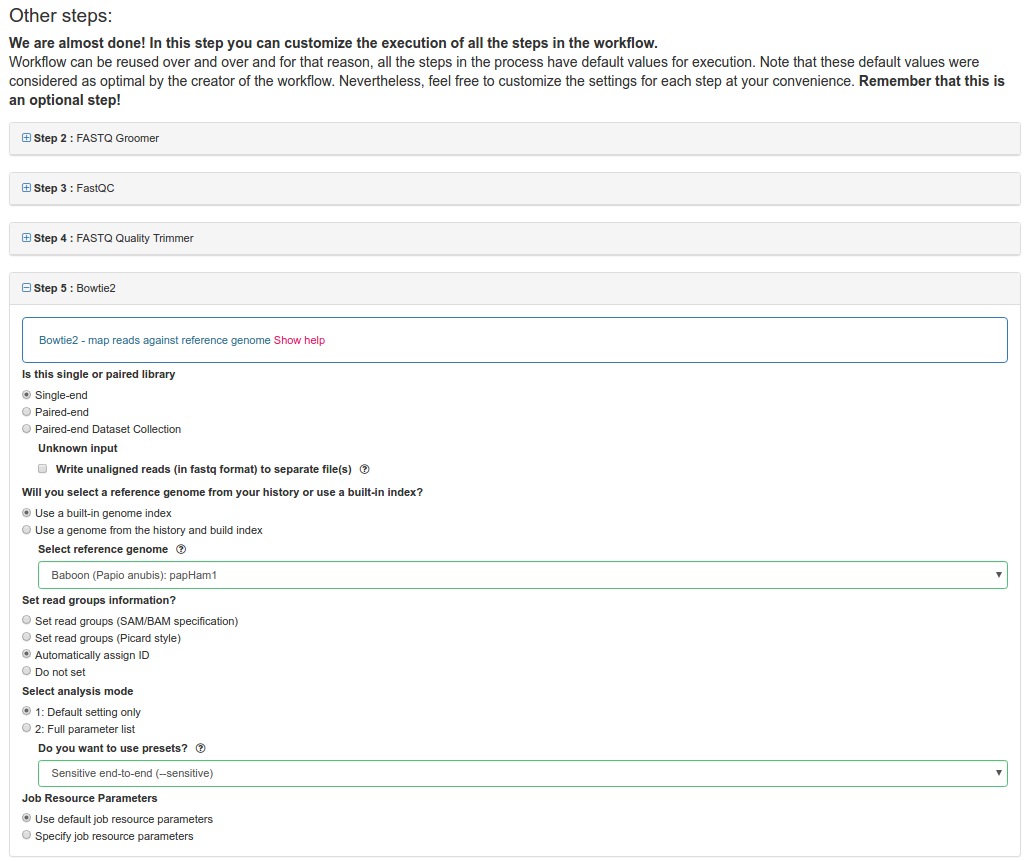 Other steps:
We are almost done! In this step you can customize the execution of all the steps in the workflow.
Workflow can be reused over and over and for that reason, all the steps in the process have default values for execution. Note that these default values were
considered as optimal by the creator of the workflow. Nevertheless, feel free to customize the settings for each step at your convenience. Remember that this is
an optional step!
Step 2 : FASTQ Groomer
Step 3 : FastQC
Step 4 : FASTQ Quality Trimmer
Step 5 : Bowtie2
Bowtie2 - map reads against reference genome Show help
Is this single or paired library
Single-end
Paired-end
Paired-end Dataset Collection
Unknown input
Write unaligned reads (in fastq format) to separate file(s)
Will you select a reference genome from your history or use a built-in index?
Use a built-in genome index
Use a genome from the history and build index
Select reference genome
Baboon (Papio anubis): papHam1
Set read groups information?
Set read groups (SAM/BAM specification)
Set read groups (Picard style)
Automatically assign ID
Do not set
Select analysis mode
1: Default setting only
2: Full parameter list
Do you want to use presets?
Sensitive end-to-end (--sensitive)
Job Resource Parameters
Use default job resource parameters
Specify job resource parameters